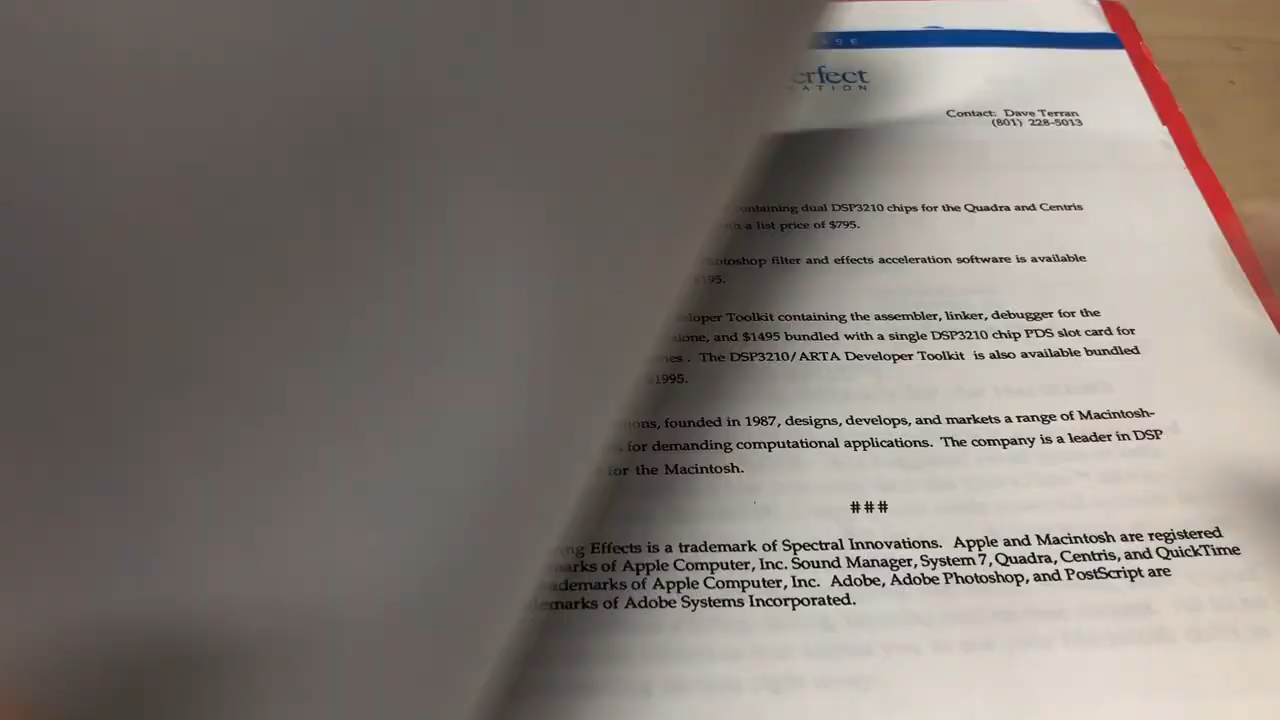 erfect
ATION
Contact: Dave Terran
(801) 228-5013
containing dual DSP3210 chips for the Quadra and Centris
a list price of $795.
otoshop filter and effects acceleration software is available
195.
eloper Toolkit containing the assembler, linker, debugger for the
lone, and $1495 bundled with a single DSP3210 chip PDS slot card for
nes . The DSP3210/ARTA Developer Toolkit is also available bundled
1995.
ions, founded in 1987, designs, develops, and markets a range of Macintosh-
for demanding computational applications. The company is a leader in DSP
for the Macintosh.
###
ng Effects is a trademark of Spectral Innovations. Apple and Macintosh are registered
marks of Apple Computer, Inc. Sound Manager, System 7, Quadra, Centris, and QuickTime
ademarks of Apple Computer, Inc. Adobe, Adobe Photoshop, and PostScript are
demarks of Adobe Systems Incorporated.